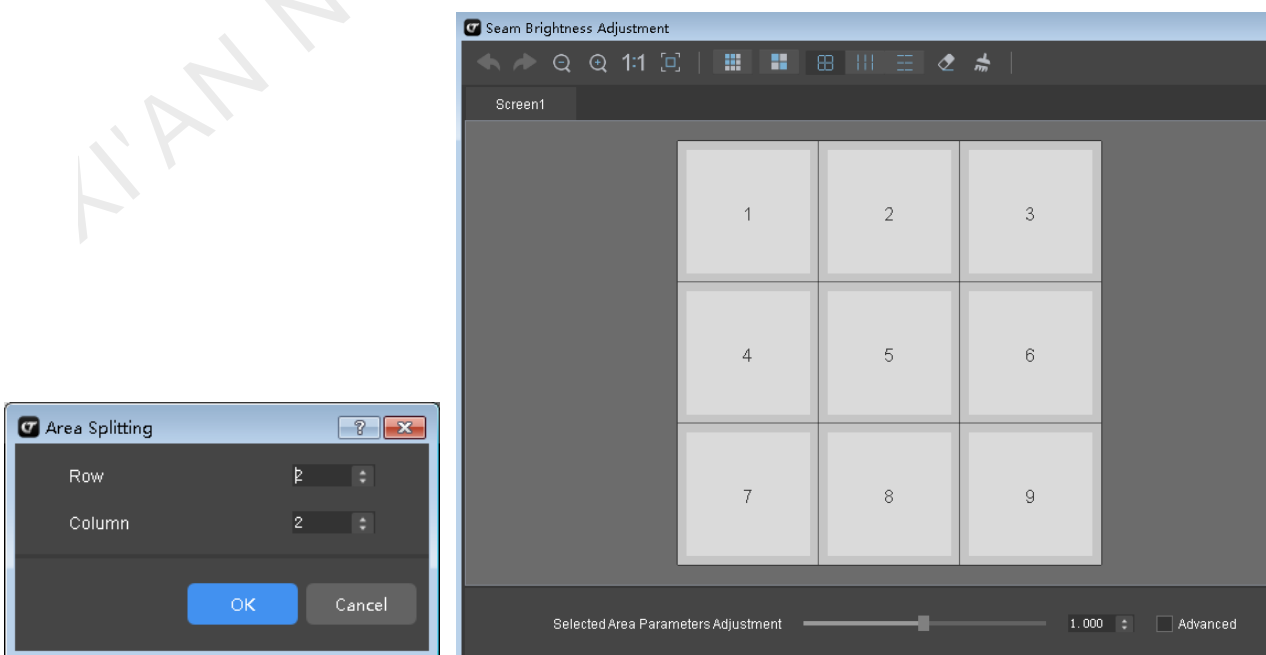 XI'AN N
Seam Brightness Adjustment
1:1
Screen1
1 2 3
4 5 6
7 8 9
Selected Area Parameters Adjustment 1.000 Advanced
Area Splitting
Row 2
Column 2
OK Cancel